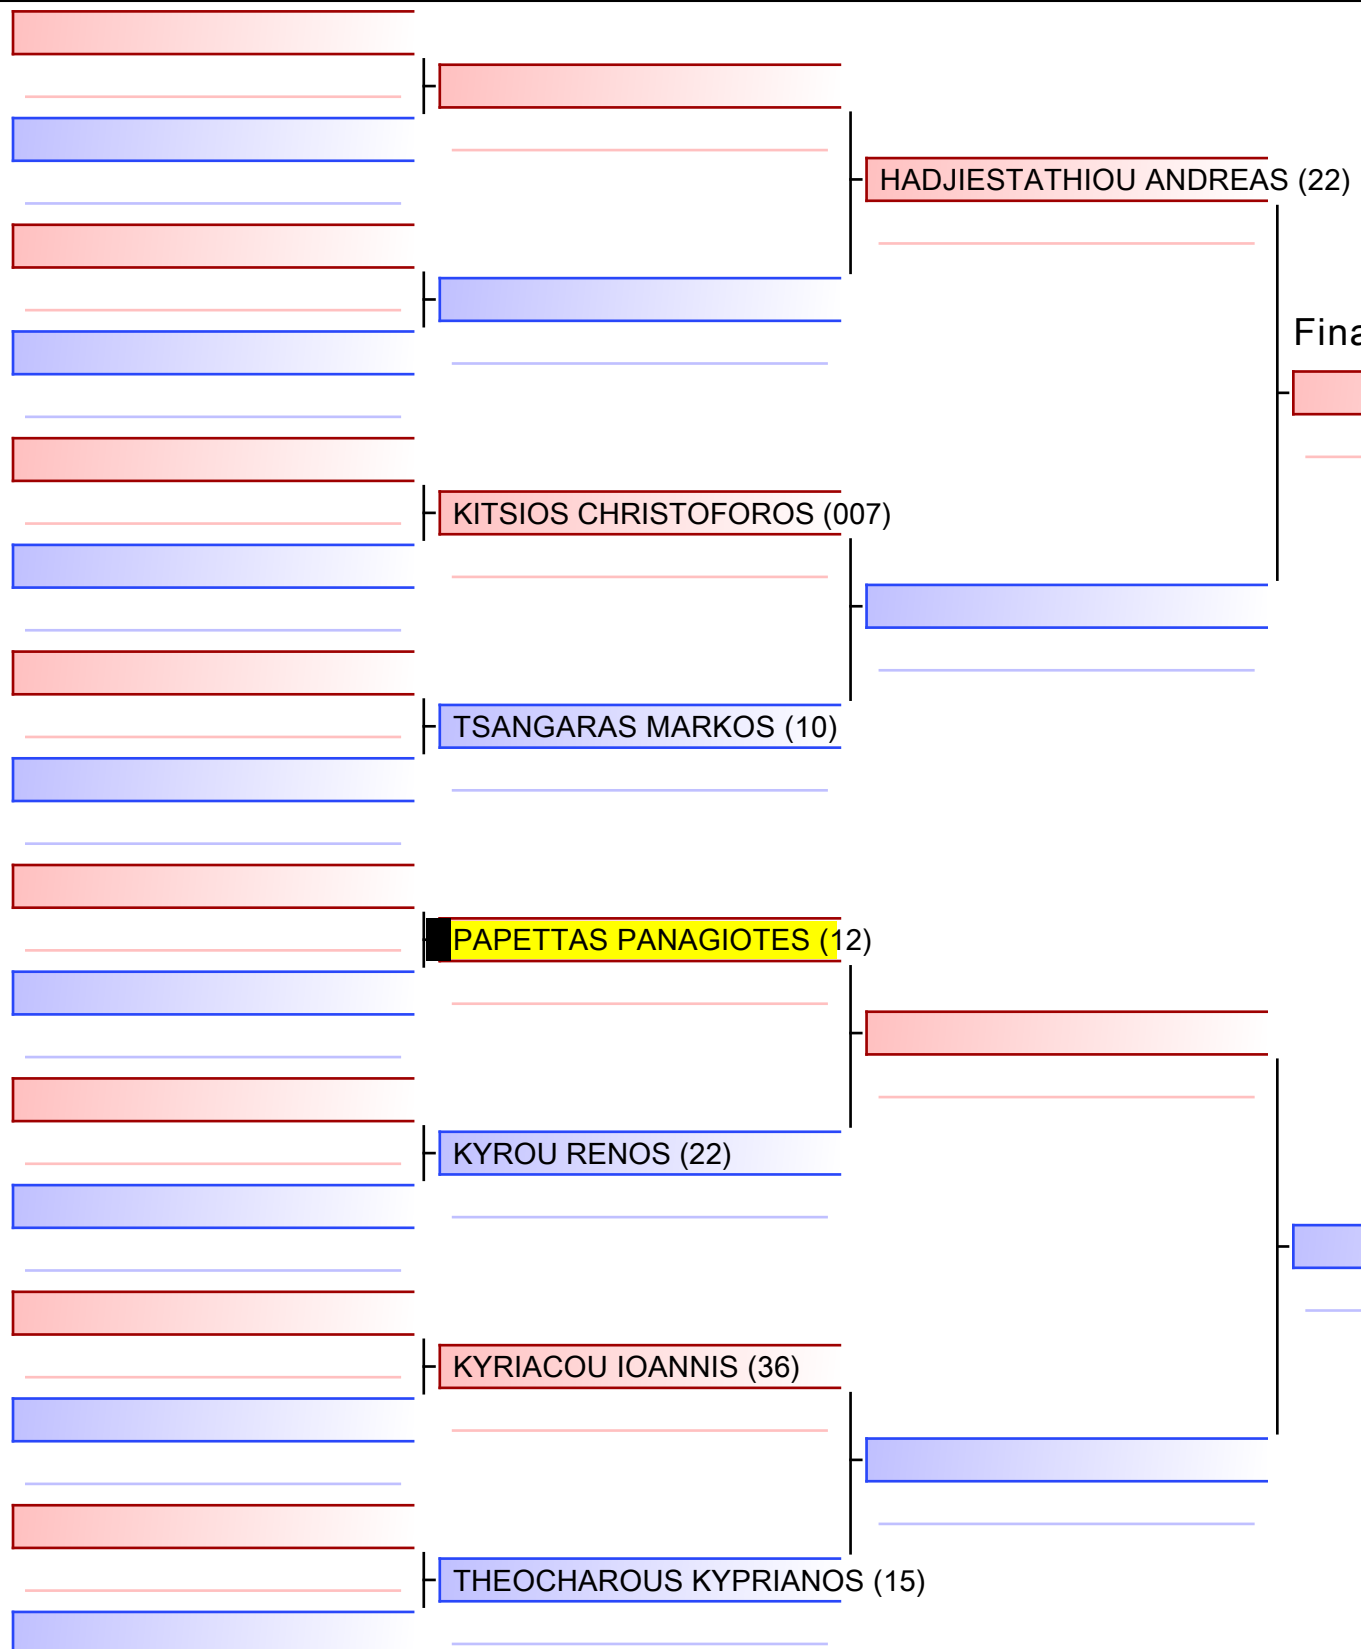 HADJIESTATHIOU ANDREAS (22)
Fina
KITSIOS CHRISTOFOROS (007)
TSANGARAS MARKOS (10)
PAPETTAS PANAGIOTES (12)
KYROU RENOS (22)
KYRIACOU IOANNIS (36)
THEOCHAROUS KYPRIANOS (15)